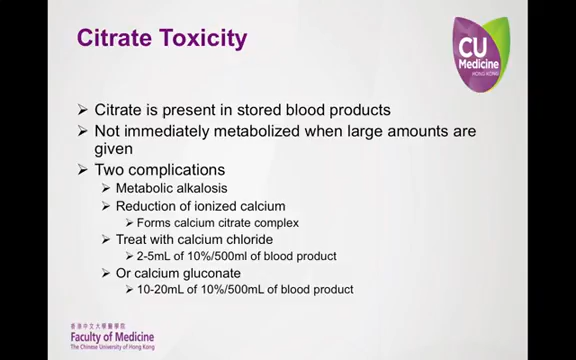 Citrate Toxicity
CU
Medicine
HONG KONG
➢ Citrate is present in stored blood products
➢ Not immediately metabolized when large amounts are
given
➢ Two complications
➢ Metabolic alkalosis
➢ Reduction of ionized calcium
➢ Forms calcium citrate complex
➢ Treat with calcium chloride
➢ 2-5mL of 10%/500ml of blood product
➢ Or calcium gluconate
➢ 10-20mL of 10%/500mL of blood product
香港中文大學醫學院
Faculty of Medicine
The Chinese University of Hong Kong